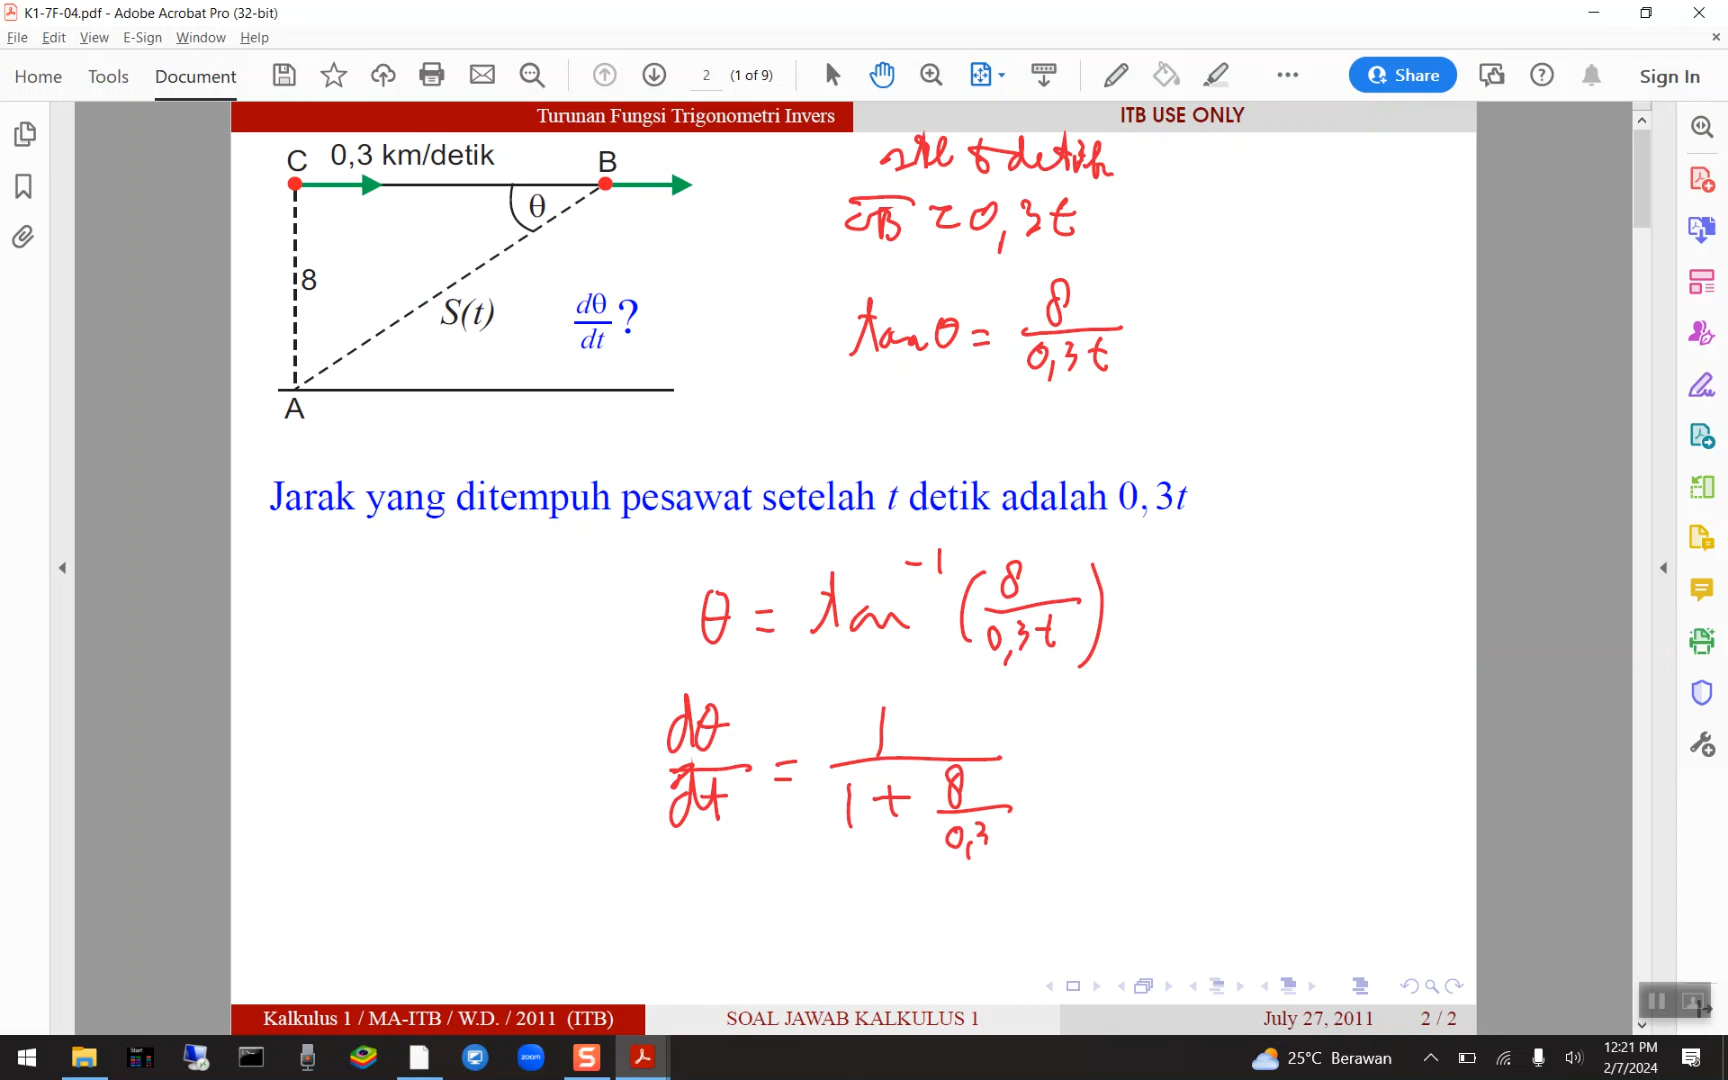 K1-7F-04.pdf - Adobe Acrobat Pro (32-bit)
File Edit View E-Sign Window Help
Home Tools Document 2 (1 of 9) Share Sign In
Turunan Fungsi Trigonometri Invers ITB USE ONLY
C 0,3 km/detik B
θ
8
S(t)
dθ/dt ?
A
t detik
CB = 0,3t
tan θ = 8/0,3t
Jarak yang ditempuh pesawat setelah t detik adalah 0,3t
θ = tan⁻¹ (8/0,3t)
dθ/dt = 1/(1 + 8/0,3
Kalkulus 1 / MA-ITB / W.D. / 2011 (ITB) SOAL JAWAB KALKULUS 1 July 27, 2011 2 / 2
Start zoom S 25°C Berawan 12:21 PM
2/7/2024